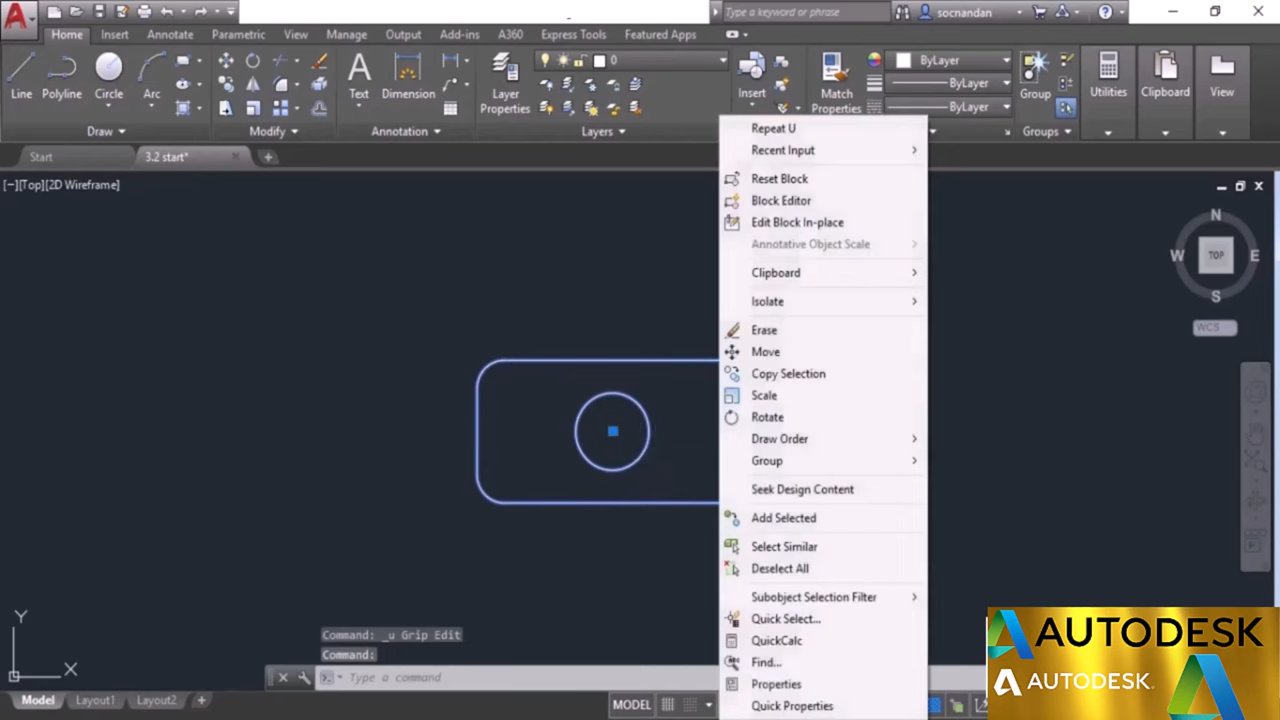 Type a keyword or phrase
socnandan
Home
Insert
Annotate
Parametric
View
Manage
Output
Add-ins
A360
Express Tools
Featured Apps
Line
Polyline
Circle
Arc
Text
Dimension
Layer
Properties
0
Insert
Match
Properties
ByLayer
ByLayer
ByLayer
Group
Utilities
Clipboard
View
Draw
Modify
Annotation
Layers
Groups
Start
3.2 start*
[−][Top][2D Wireframe]
Repeat U
Recent Input
Reset Block
Block Editor
Edit Block In-place
Annotative Object Scale
Clipboard
Isolate
Erase
Move
Copy Selection
Scale
Rotate
Draw Order
Group
Seek Design Content
Add Selected
Select Similar
Deselect All
Subobject Selection Filter
Quick Select...
QuickCalc
Find...
Properties
Quick Properties
N
W
TOP
E
S
WCS
Y
X
Command: _u Grip Edit
Command:
Type a command
Model
Layout1
Layout2
MODEL
AUTODESK
AUTODESK.